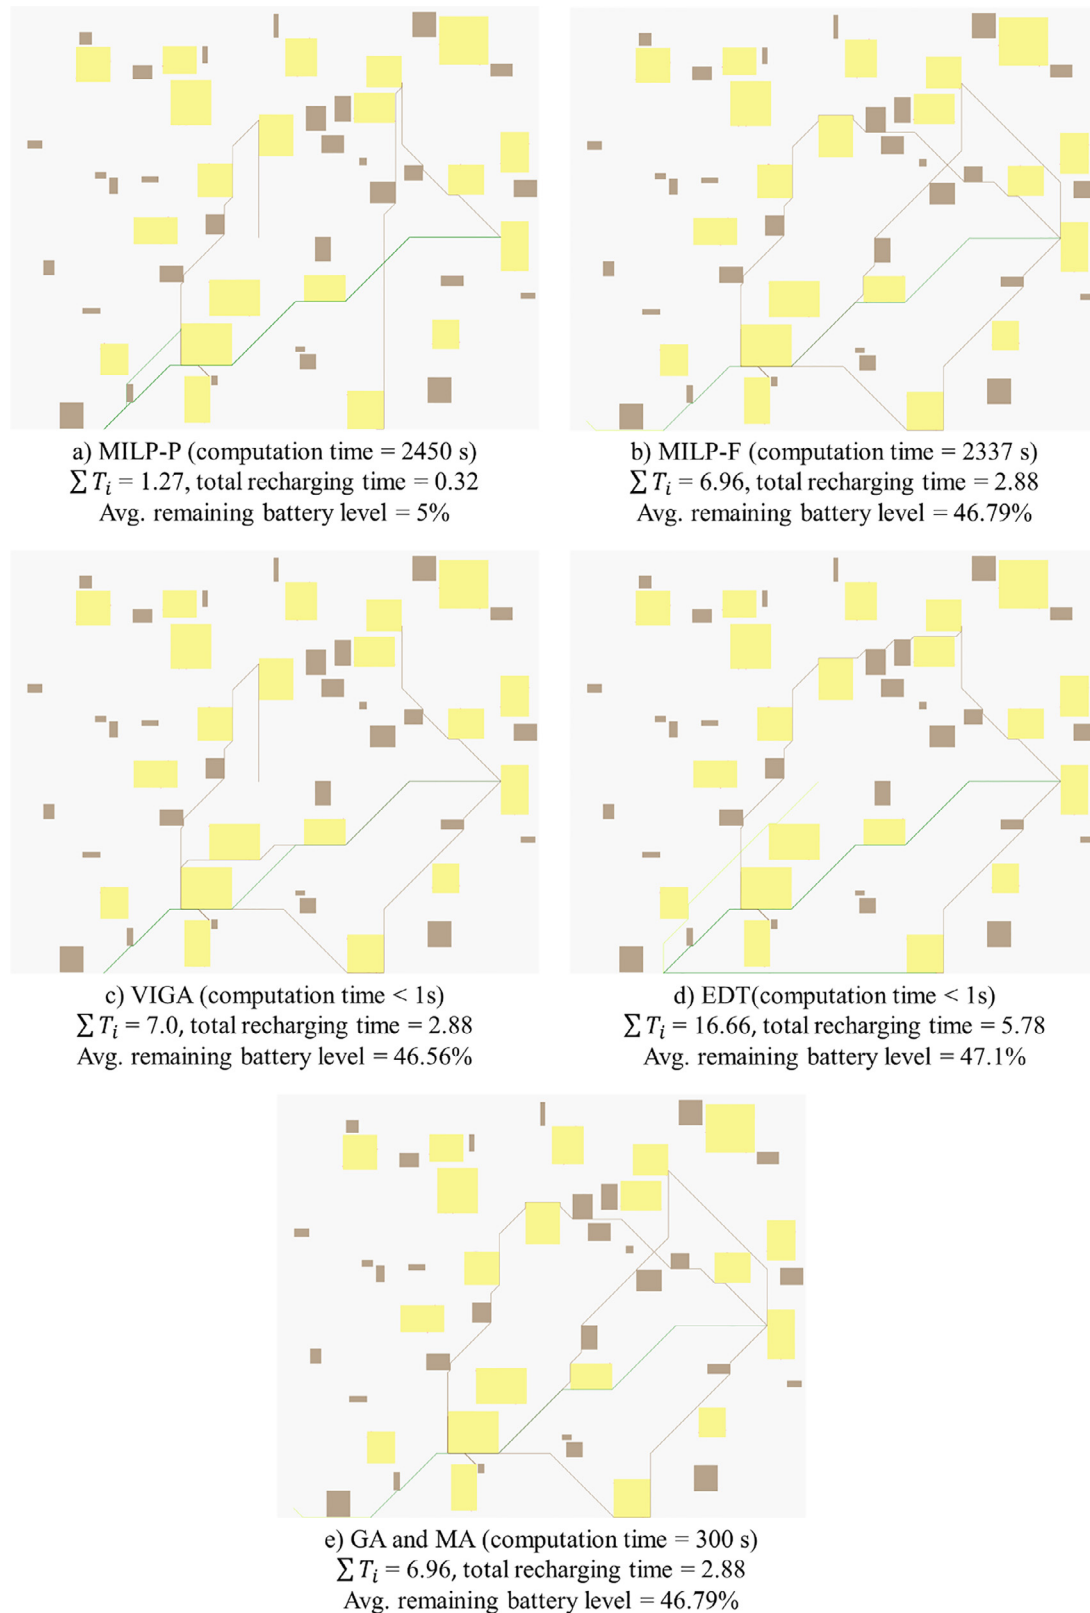 a) MILP-P (computation time = 2450 s)
∑ Tᵢ = 1.27, total recharging time = 0.32
Avg. remaining battery level = 5%
b) MILP-F (computation time = 2337 s)
∑ Tᵢ = 6.96, total recharging time = 2.88
Avg. remaining battery level = 46.79%
c) VIGA (computation time < 1s)
∑ Tᵢ = 7.0, total recharging time = 2.88
Avg. remaining battery level = 46.56%
d) EDT(computation time < 1s)
∑ Tᵢ = 16.66, total recharging time = 5.78
Avg. remaining battery level = 47.1%
e) GA and MA (computation time = 300 s)
∑ Tᵢ = 6.96, total recharging time = 2.88
Avg. remaining battery level = 46.79%